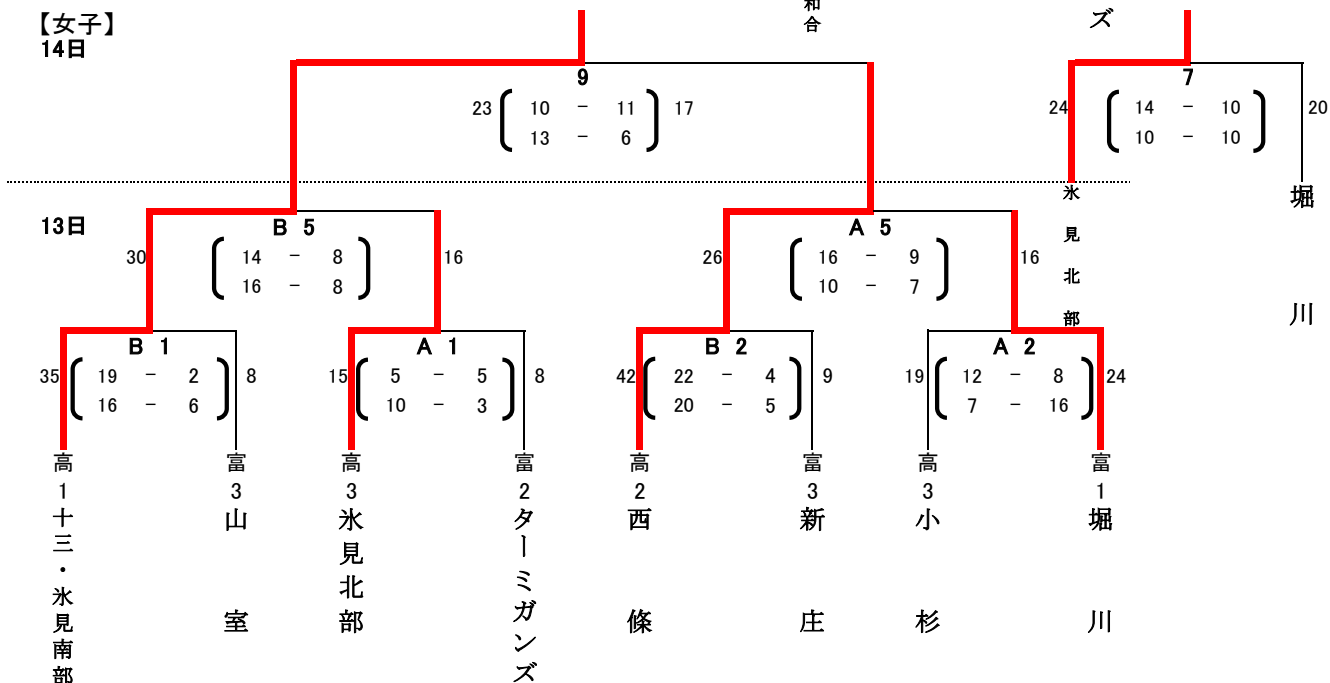 和合
ズ
【女子】
14日
9
23 10 － 11 17
13 － 6
7
24 14 － 10 20
10 － 10
氷見北部
堀川
13日
B 5
30 14 － 8 16
16 － 8
A 5
26 16 － 9 16
10 － 7
B 1
35 19 － 2 8
16 － 6
A 1
15 5 － 5 8
10 － 3
B 2
42 22 － 4 9
20 － 5
A 2
19 12 － 8 24
7 － 16
高1 十三・氷見南部
富3 山室
高3 氷見北部
富2 ターミガンズ
高2 西條
富3 新庄
高3 小杉
富1 堀川